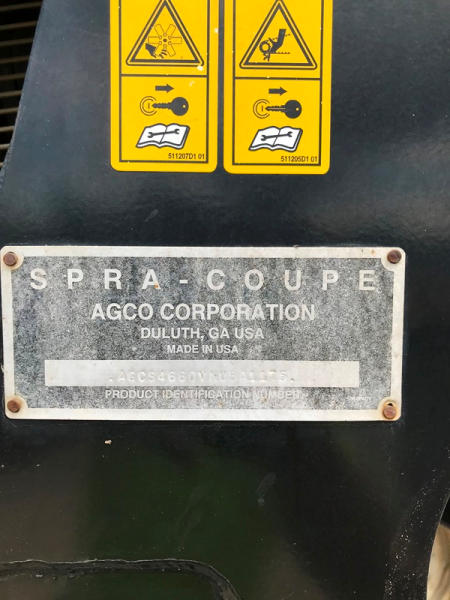 511207D1 01
511205D1 01
SPRA-COUPE
AGCO CORPORATION
DULUTH, GA USA
MADE IN USA
PRODUCT IDENTIFICATION NUMBER